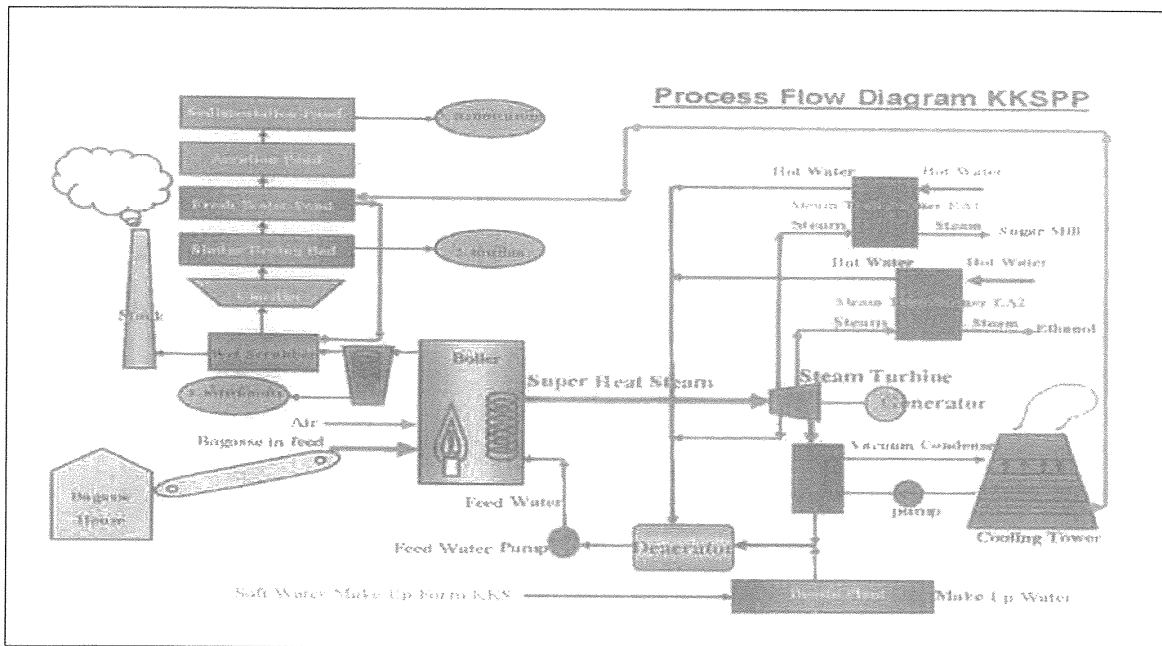 Process Flow Diagram KKSPP
Sedimentation Pond
Aeration Pond
Fresh Water Pond
Sludge Drying Bed
Clarifier
Stack
Wet Scrubber
Hot Water
Hot Water
Steam
Steam
Sugar Mill
Hot Water
Hot Water
Steam
Steam
Ethanol
Boiler
Super Heat Steam
Steam Turbine
Generator
Air
Bagasse in feed
Vacuum Condenser
Bagasse
House
Feed Water
pump
Cooling Tower
Feed Water Pump
Deaerator
Soft Water Make Up Form KKS
Make Up Water